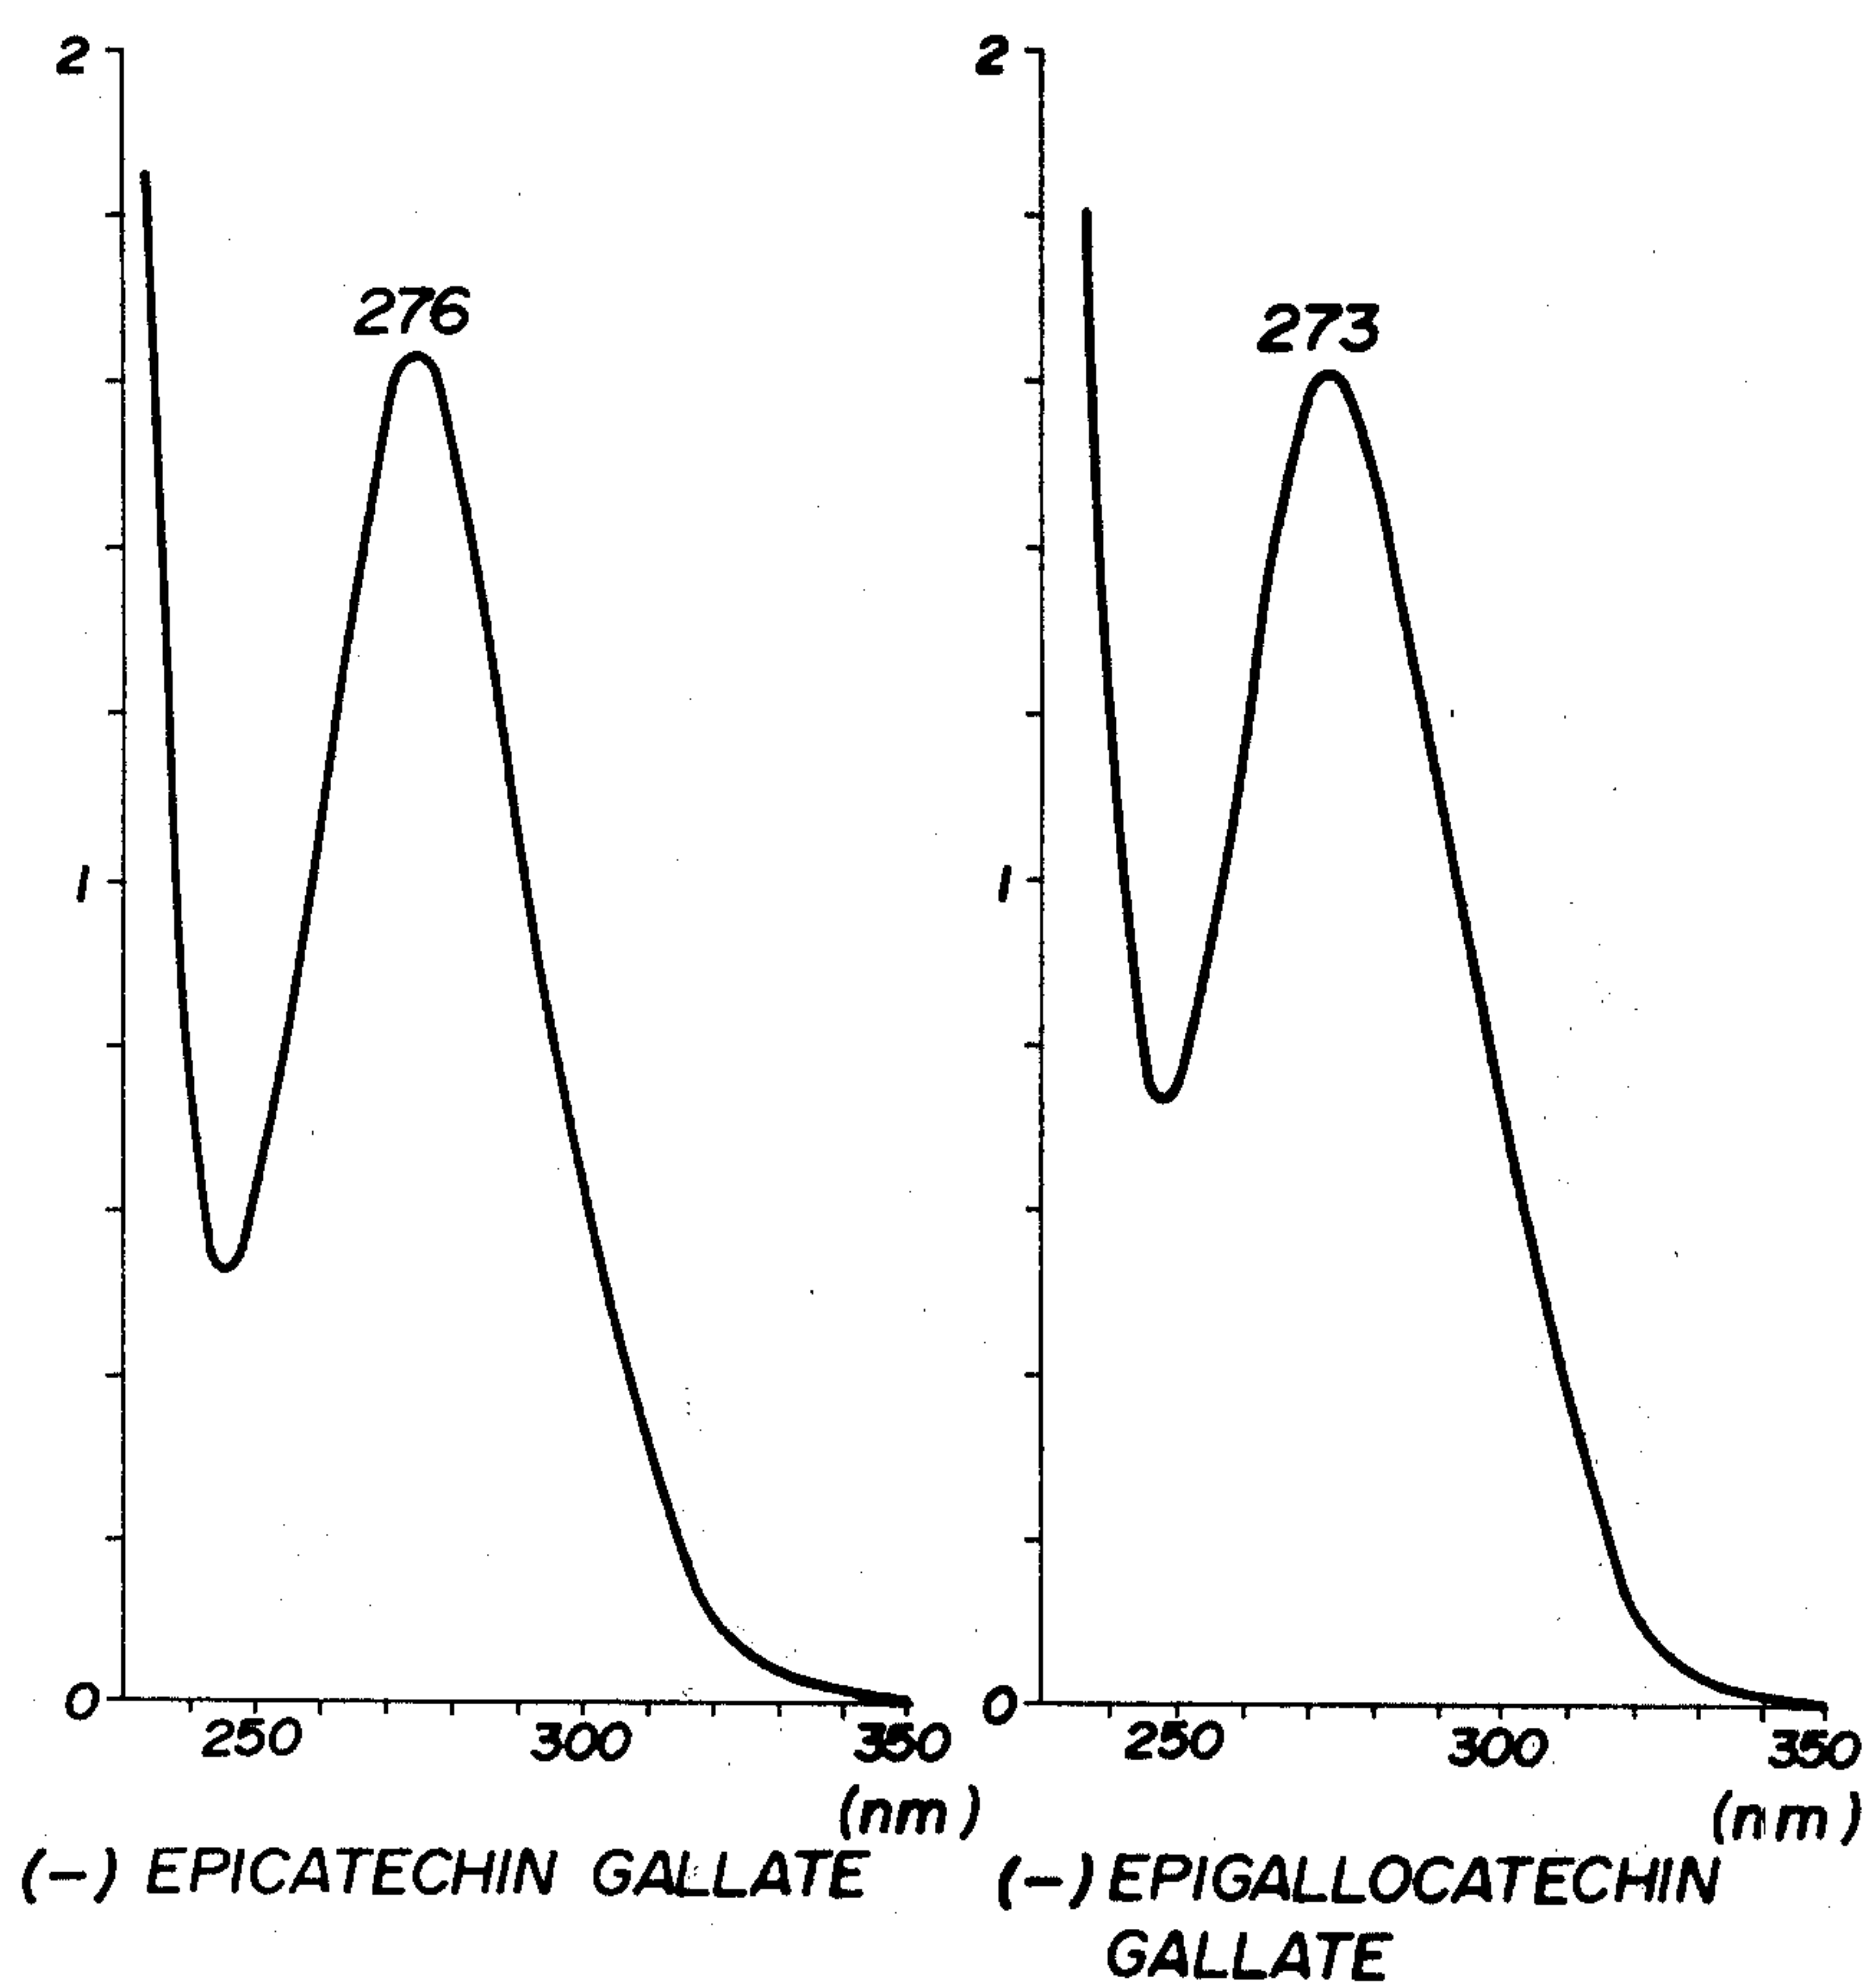 2
276
1
0
250 300 350
(nm)
(-) EPICATECHIN GALLATE
2
273
1
0
250 300 350
(nm)
(-) EPIGALLOCATECHIN
GALLATE